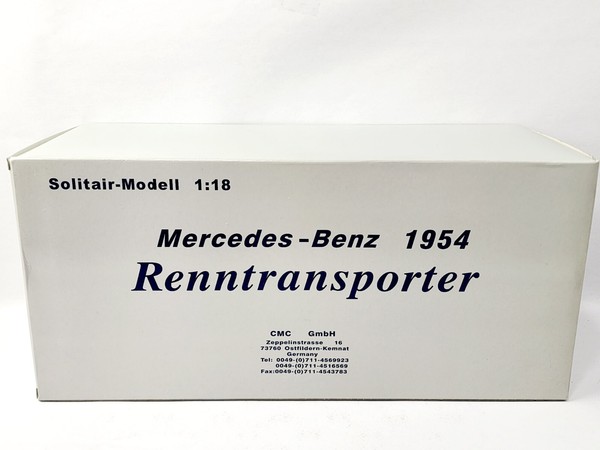 Solitair-Modell 1:18
Mercedes-Benz 1954
Renntransporter
CMC GmbH
Zeppelinstrasse 16
73760 Ostfildern-Kemnat
Germany
Tel: 0049-(0)711-4569923
0049-(0)711-4516569
Fax:0049-(0)711-4543783